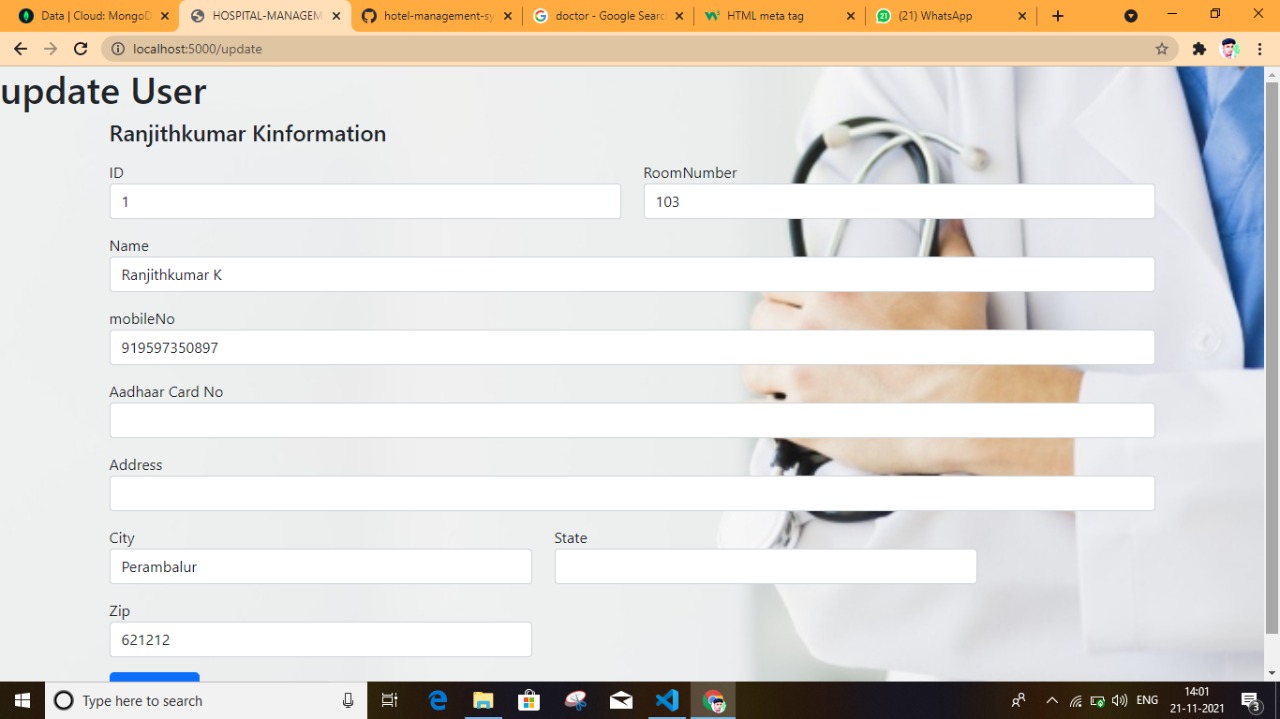 Data | Cloud: MongoD
HOSPITAL-MANAGEM
hotel-management-sy
doctor - Google Searc
HTML meta tag
(21) WhatsApp
localhost:5000/update
update User
Ranjithkumar Kinformation
ID
RoomNumber
1
103
Name
Ranjithkumar K
mobileNo
919597350897
Aadhaar Card No
Address
City
State
Perambalur
Zip
621212
Type here to search
ENG
14:01
21-11-2021
3